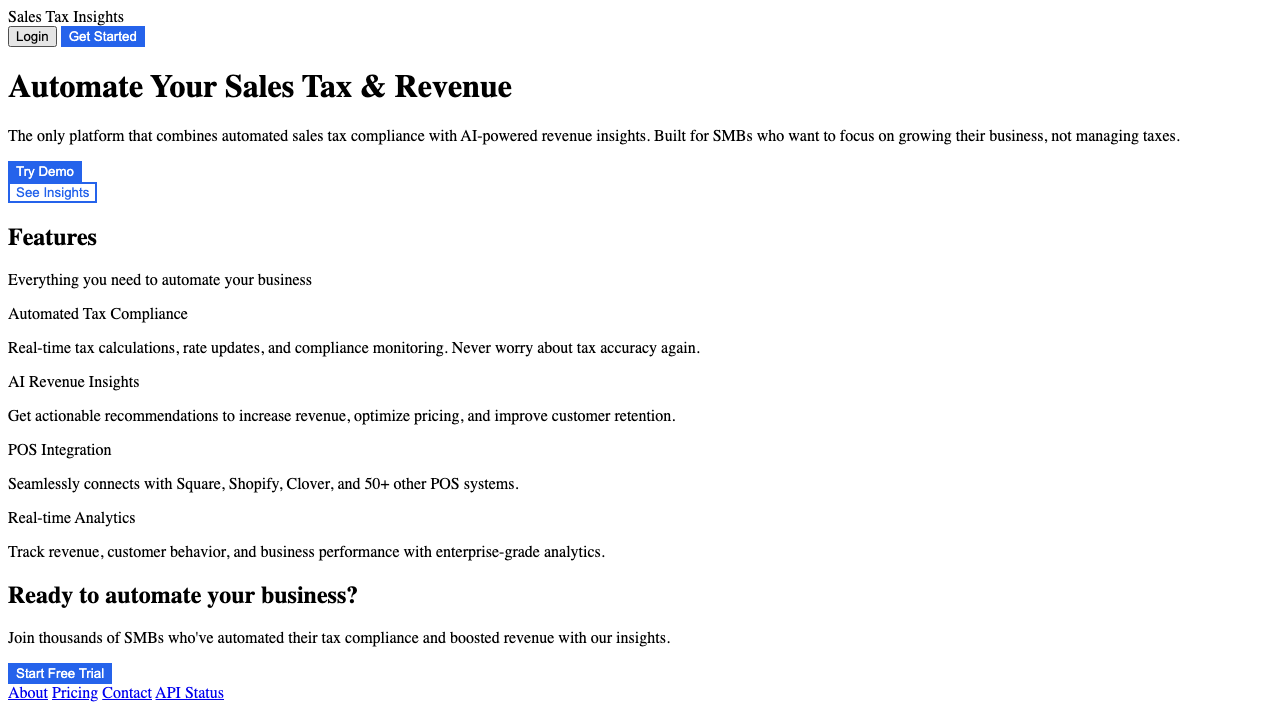 Sales Tax Insights
Login Get Started
Automate Your Sales Tax & Revenue
The only platform that combines automated sales tax compliance with AI-powered revenue insights. Built for SMBs who want to focus on growing their business, not managing taxes.
Try Demo
See Insights
Features
Everything you need to automate your business
Automated Tax Compliance
Real-time tax calculations, rate updates, and compliance monitoring. Never worry about tax accuracy again.
AI Revenue Insights
Get actionable recommendations to increase revenue, optimize pricing, and improve customer retention.
POS Integration
Seamlessly connects with Square, Shopify, Clover, and 50+ other POS systems.
Real-time Analytics
Track revenue, customer behavior, and business performance with enterprise-grade analytics.
Ready to automate your business?
Join thousands of SMBs who've automated their tax compliance and boosted revenue with our insights.
Start Free Trial
About Pricing Contact API Status